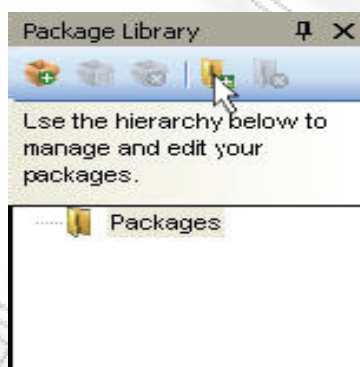 Package Library
Lse the hierarchy below to
manage and edit your
packages.
Packages